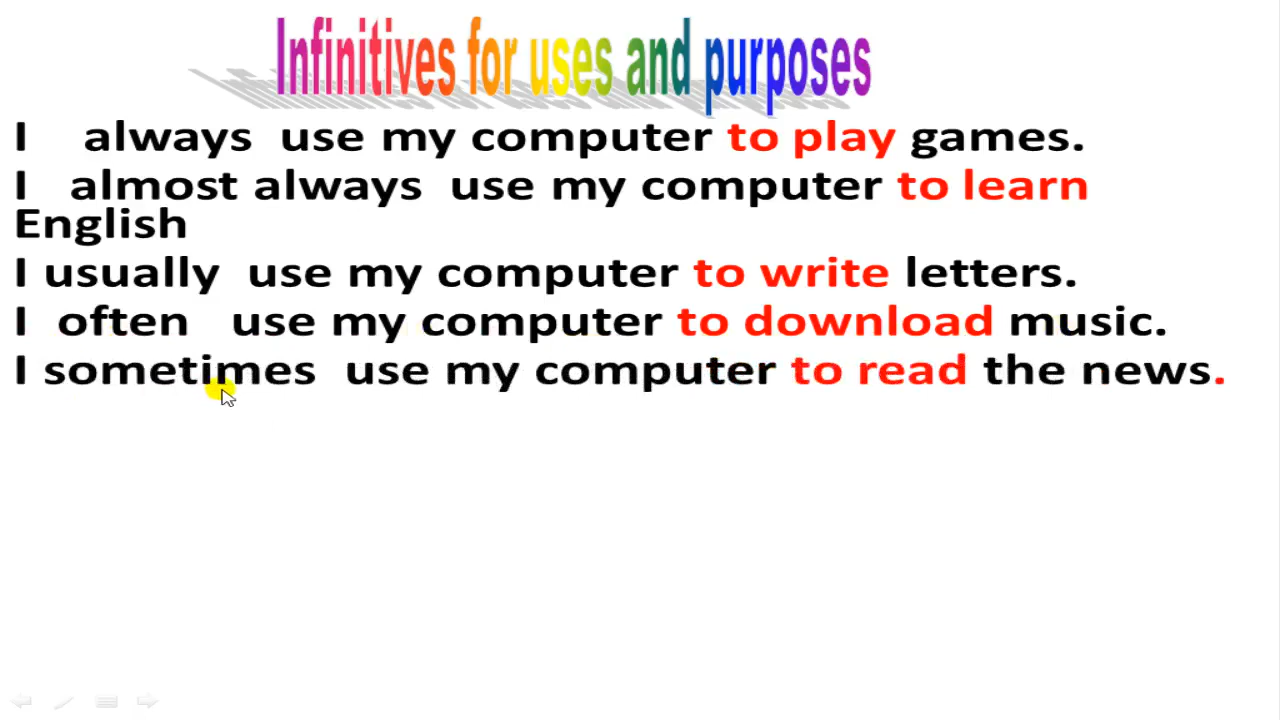 Infinitives for uses and purposes
I always use my computer to play games.
I almost always use my computer to learn
English
I usually use my computer to write letters.
I often use my computer to download music.
I sometimes use my computer to read the news.